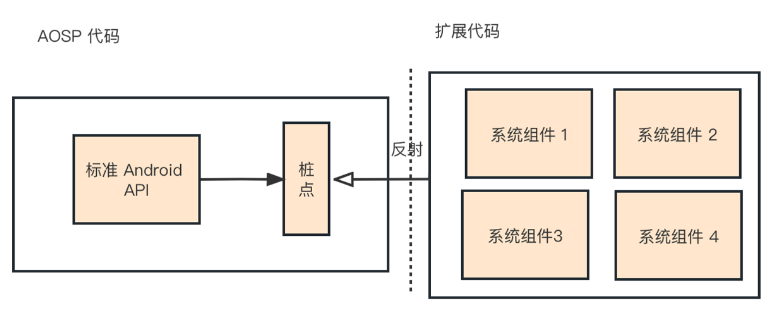 AOSP 代码
扩展代码
标准 Android
API
桩
点
反射
系统组件 1
系统组件 2
系统组件3
系统组件 4